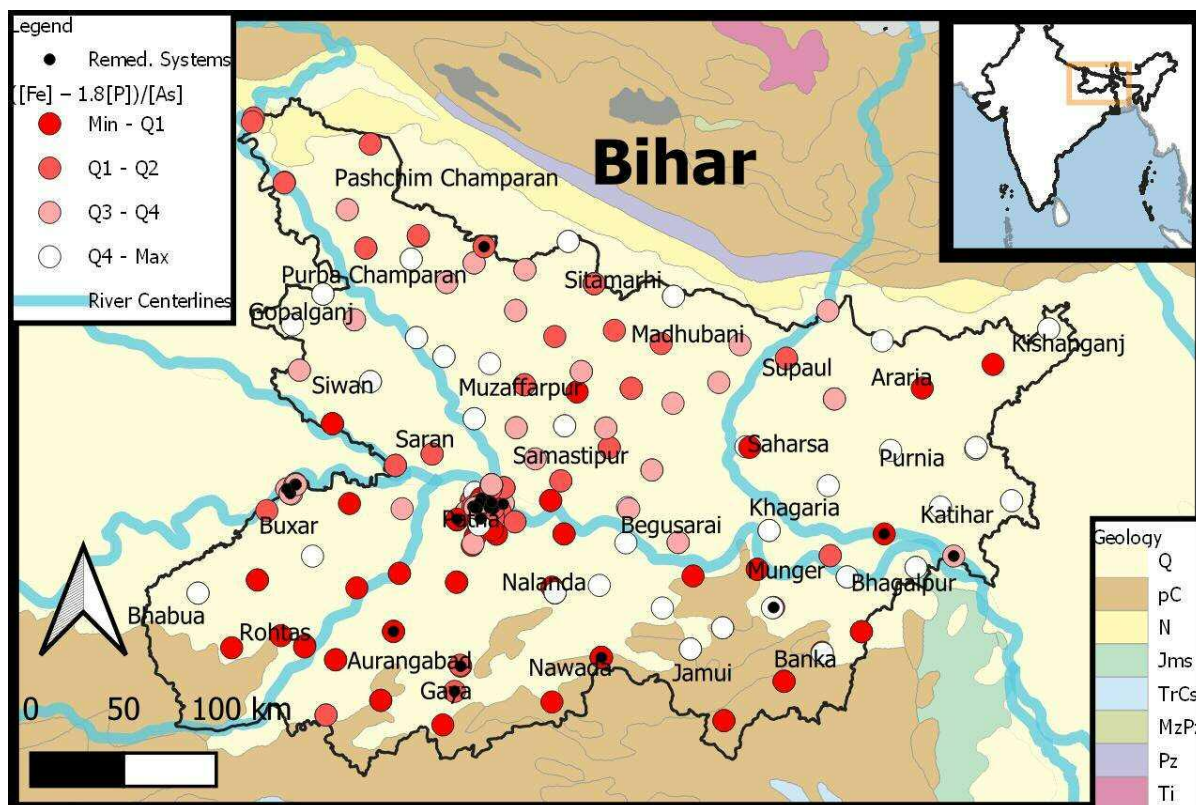 Legend
Remed. Systems
([Fe] − 1.8[P])/[As]
Min - Q1
Q1 - Q2
Q3 - Q4
Q4 - Max
River Centerlines
Bihar
Pashchim Champaran
Purba Champaran
Sitamarhi
Gopalganj
Madhubani
Kishanganj
Supaul
Araria
Siwan
Muzaffarpur
Saran
Saharsa
Purnia
Samastipur
Buxar
Patna
Begusarai
Khagaria
Katihar
Nalanda
Munger
Bhagalpur
Bhabua
Rohtas
Aurangabad
Nawada
Jamui
Banka
Gaya
0 50 100 km
Geology
Q
pC
N
Jms
TrCs
MzPz
Pz
Ti